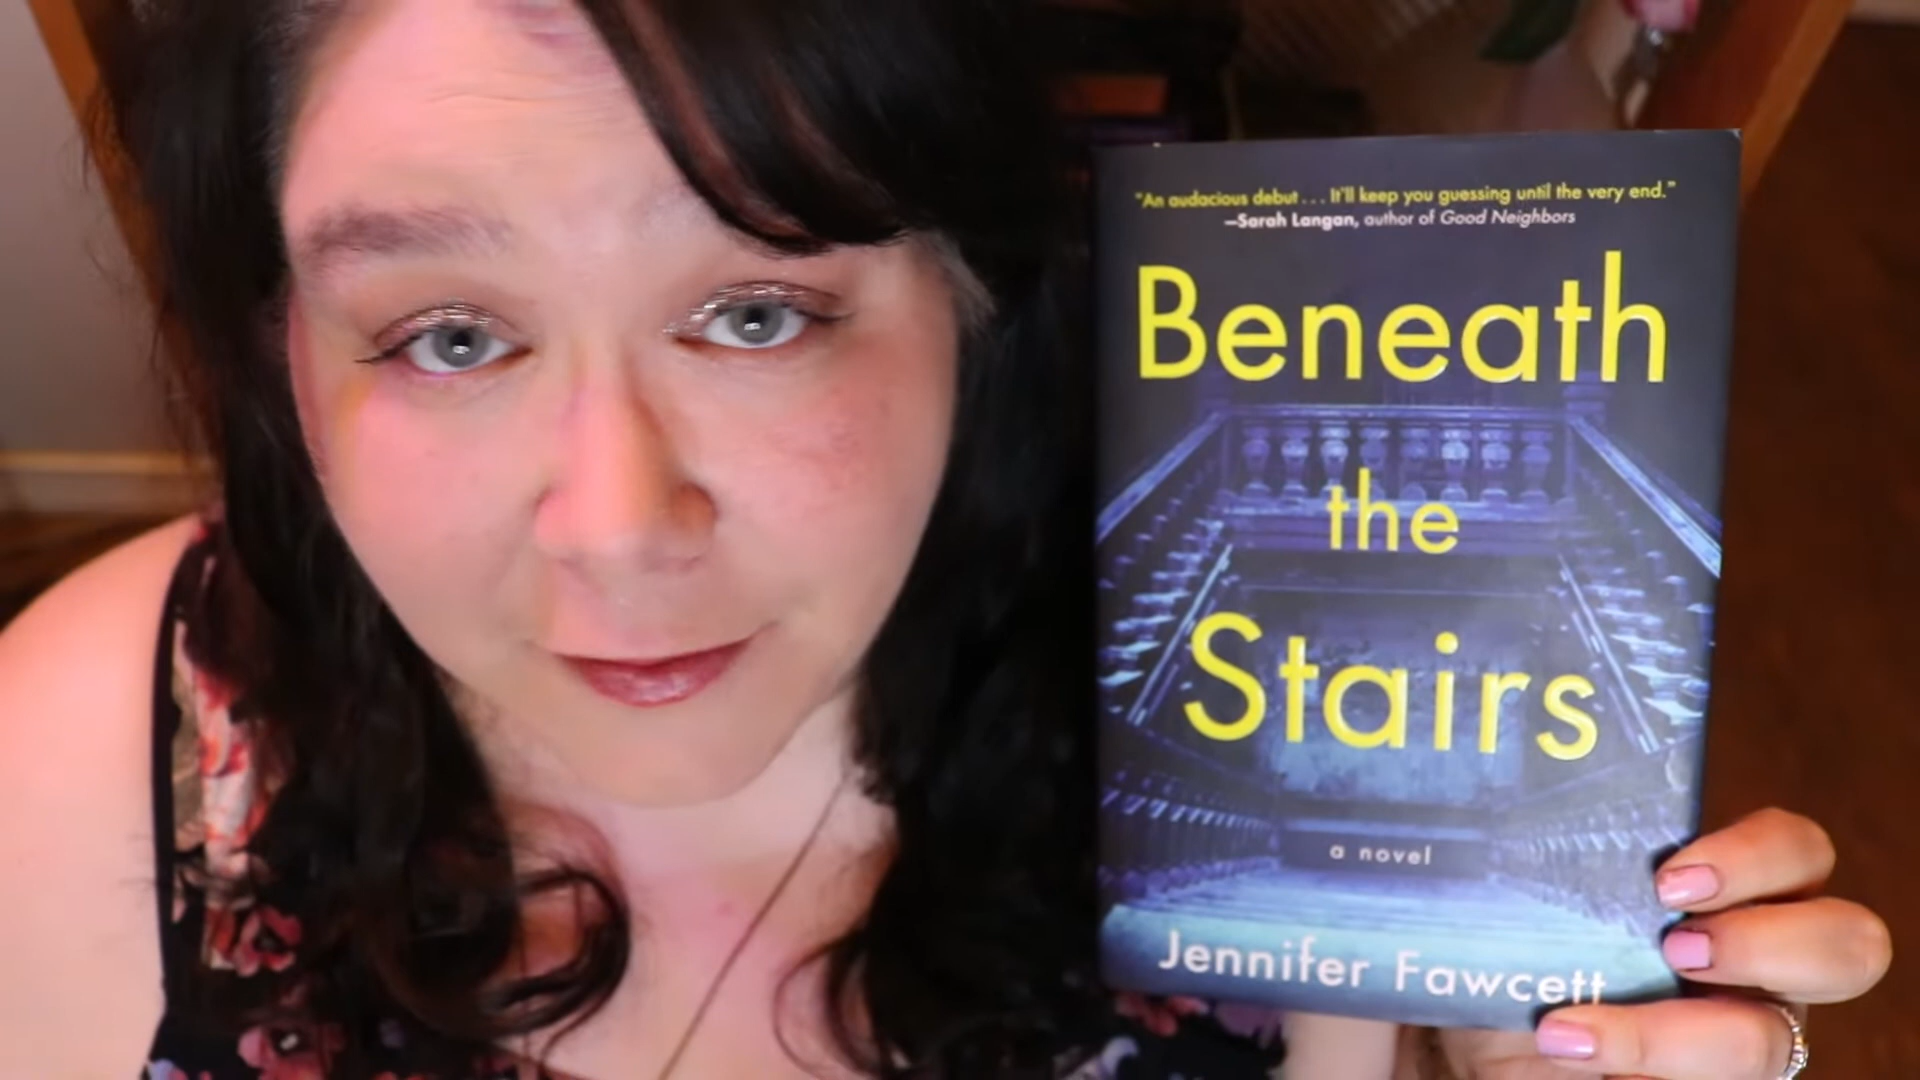 "An audacious debut . . . It'll keep you guessing until the very end."
—Sarah Langan, author of Good Neighbors
Beneath
the
Stairs
a novel
Jennifer Fawcett